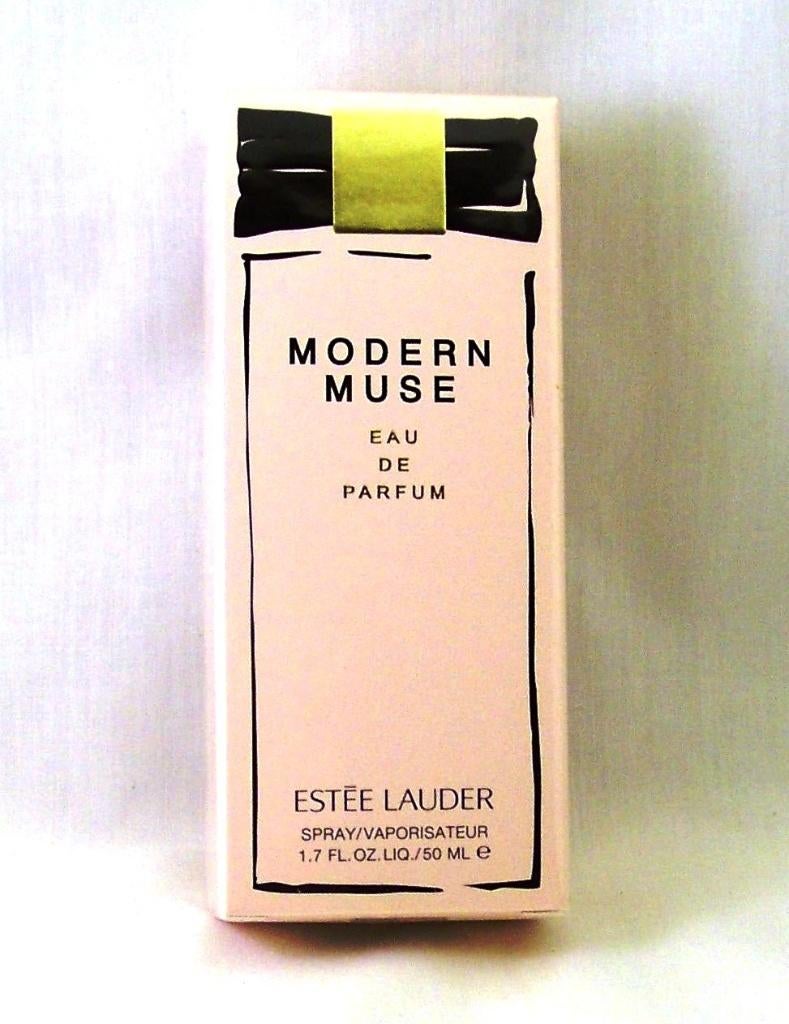 MODERN
MUSE
EAU
DE
PARFUM
ESTĒE LAUDER
SPRAY/VAPORISATEUR
1.7 FL.OZ.LIQ./50 ML ℮